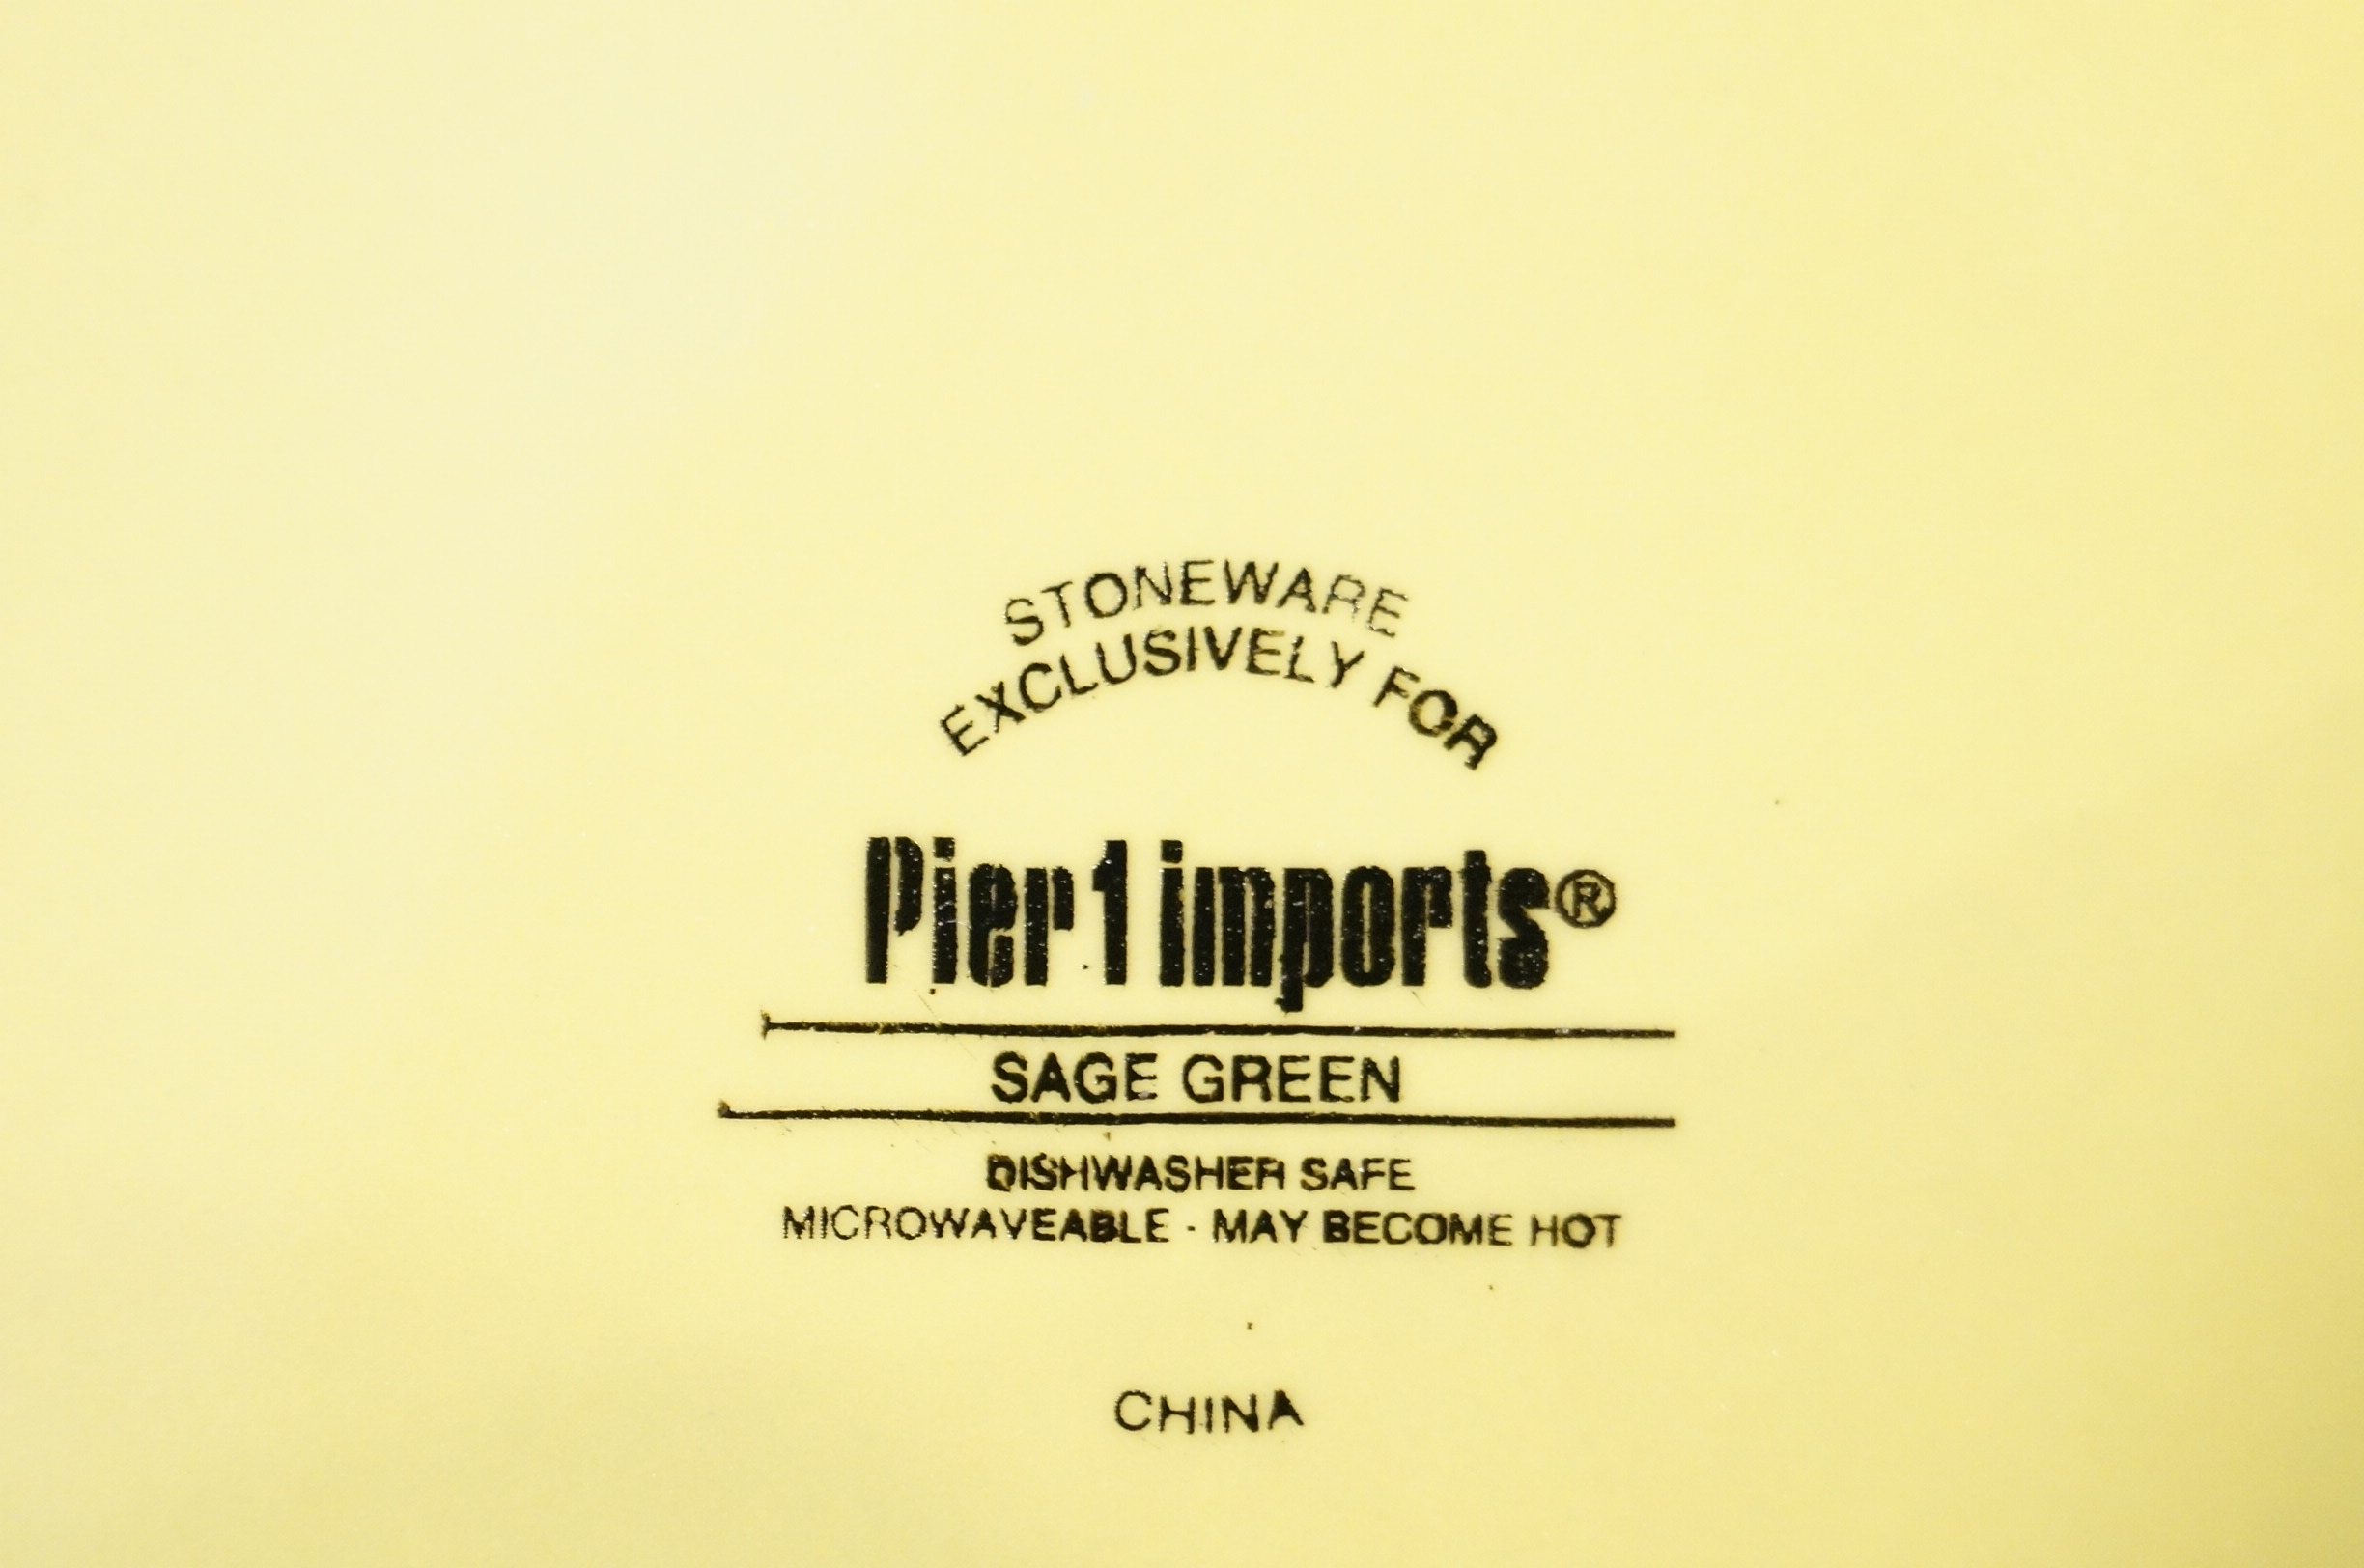 STONEWARE
EXCLUSIVELY FOR
Pier 1 imports®
SAGE GREEN
DISHWASHER SAFE
MICROWAVEABLE - MAY BECOME HOT
CHINA